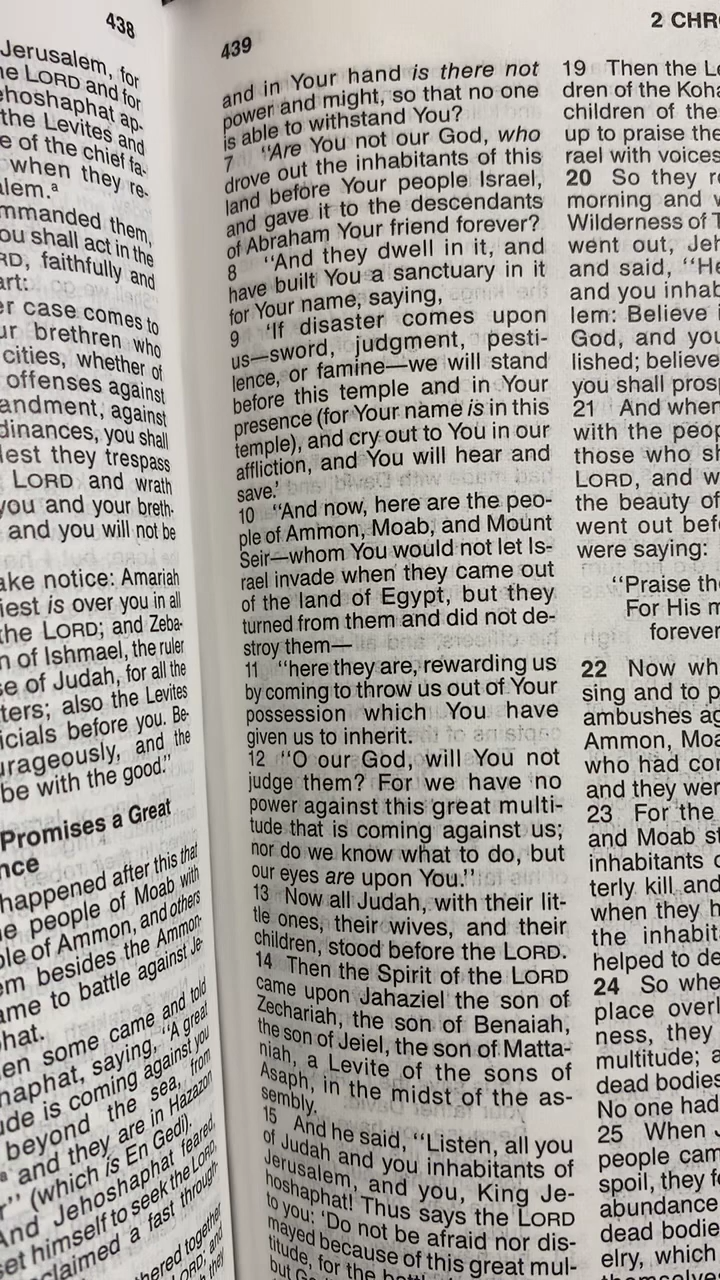 438
Jerusalem, for
LORD and for
hoshaphat ap-
the Levites and
of the chief fa-
when they re-
alem.a
mmanded them,
ou shall act in the
RD, faithfully and
art:
er case comes to
ur brethren who
cities, whether of
offenses against
andment, against
dinances, you shall
lest they trespass
LORD and wrath
you and your breth-
and you will not be
ake notice: Amariah
iest is over you in all
the LORD; and Zeba-
n of Ishmael, the ruler
se of Judah, for all the
ters; also the Levites
icials before you. Be-
urageously, and the
be with the good."
Promises a Great
nce
happened after this that
e people of Moab with
ple of Ammon, and others
em besides the Ammon-
ame to battle against Je-
hat.
en some came and told
haphat, saying, "A great
ude is coming against you
beyond the sea, from
and they are in Hazazon
" (which is En Gedi).
And Jehoshaphat feared,
set himself to seek the LORD,
claimed a fast through-
hered together
LORD; and
they
439
and in Your hand is there not
power and might, so that no one
is able to withstand You?
7 "Are You not our God, who
drove out the inhabitants of this
land before Your people Israel,
and gave it to the descendants
of Abraham Your friend forever?
8 "And they dwell in it, and
have built You a sanctuary in it
for Your name, saying,
9 'If disaster comes upon
us—sword, judgment, pesti-
lence, or famine—we will stand
before this temple and in Your
presence (for Your name is in this
temple), and cry out to You in our
affliction, and You will hear and
save.'
10 "And now, here are the peo-
ple of Ammon, Moab, and Mount
Seir—whom You would not let Is-
rael invade when they came out
of the land of Egypt, but they
turned from them and did not de-
stroy them—
11 "here they are, rewarding us
by coming to throw us out of Your
possession which You have
given us to inherit.
12 "O our God, will You not
judge them? For we have no
power against this great multi-
tude that is coming against us;
nor do we know what to do, but
our eyes are upon You."
13 Now all Judah, with their lit-
tle ones, their wives, and their
children, stood before the LORD.
14 Then the Spirit of the LORD
came upon Jahaziel the son of
Zechariah, the son of Benaiah,
the son of Jeiel, the son of Matta-
niah, a Levite of the sons of
Asaph, in the midst of the as-
sembly.
15 And he said, "Listen, all you
of Judah and you inhabitants of
Jerusalem, and you, King Je-
hoshaphat! Thus says the LORD
to you: 'Do not be afraid nor dis-
mayed because of this great mul-
titude, for the
2 CHR
19 Then the Le
dren of the Koha
children of the
up to praise the
rael with voices
20 So they r
morning and w
Wilderness of T
went out, Jeh
and said, "He
and you inhab
lem: Believe i
God, and you
lished; believe
you shall pros
21 And when
with the peop
those who sh
LORD, and w
the beauty of
went out bef
were saying:
"Praise the
For His m
forever
22 Now wh
sing and to p
ambushes ag
Ammon, Moa
who had co
and they wer
23 For the
and Moab st
inhabitants o
terly kill and
when they h
the inhabit
helped to de
24 So whe
place overl
ness, they
multitude; a
dead bodies
No one had
25 When J
people cam
spoil, they f
abundance
dead bodie
elry, which